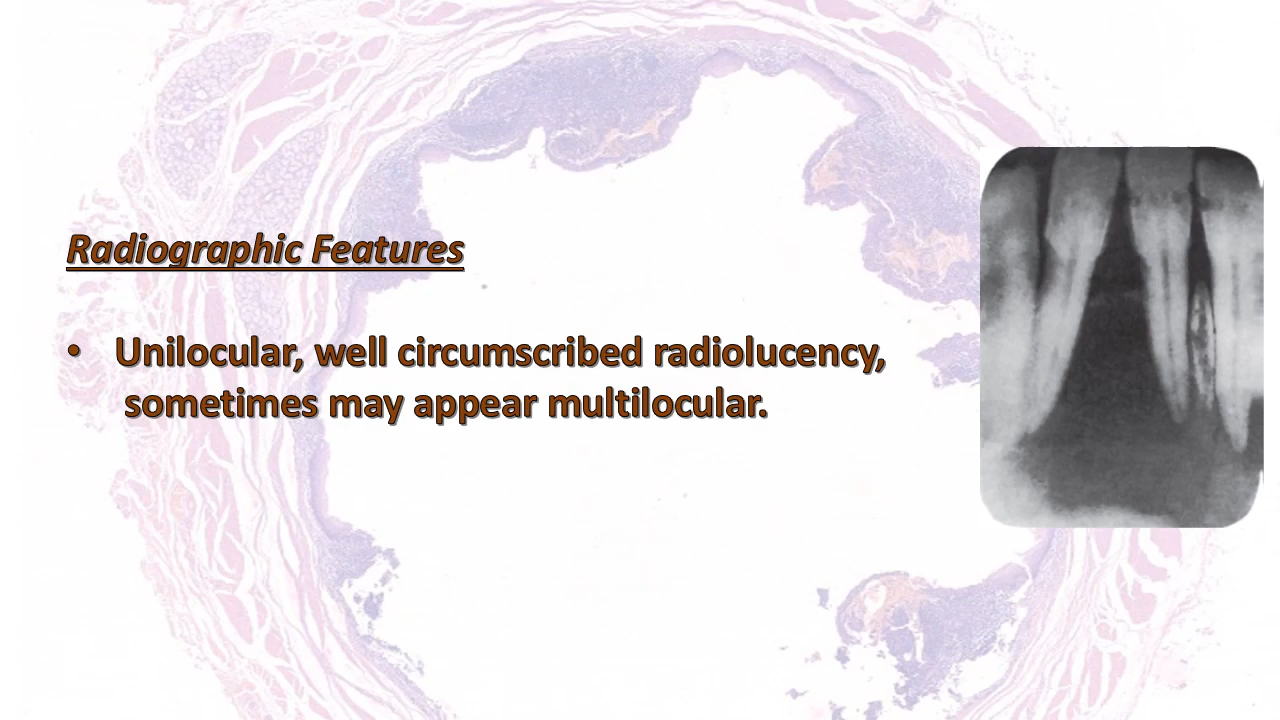 Radiographic Features
• Unilocular, well circumscribed radiolucency,
sometimes may appear multilocular.